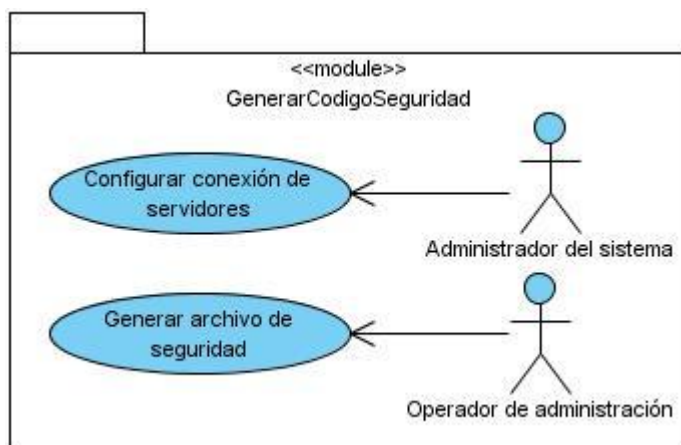 <<module>>
GenerarCodigoSeguridad
Configurar conexión de
servidores
Administrador del sistema
Generar archivo de
seguridad
Operador de administración